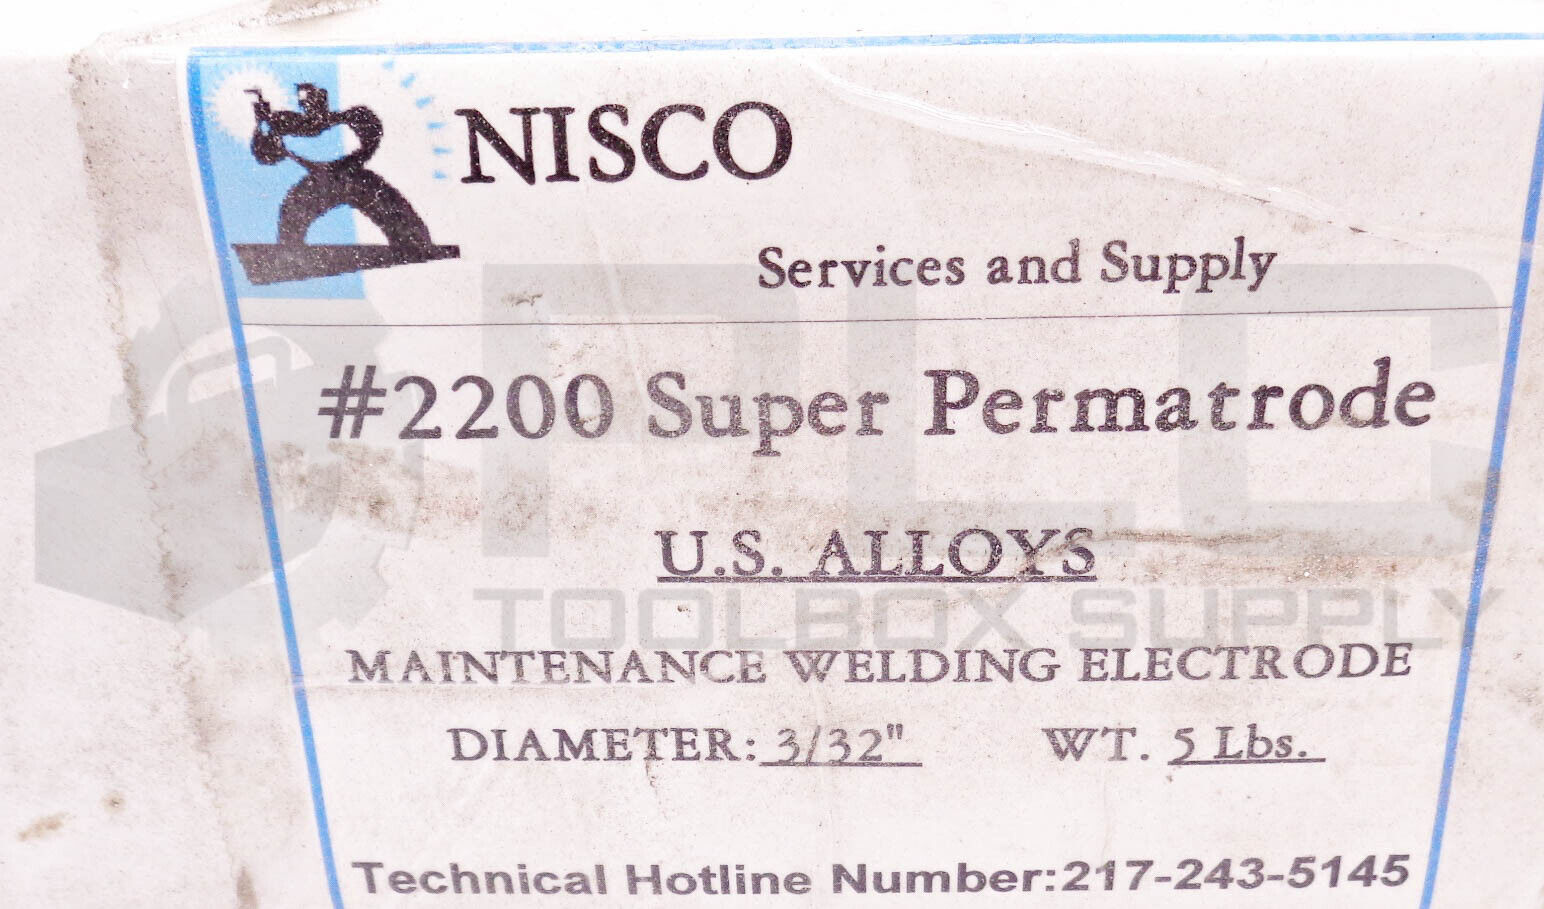 NISCO
Services and Supply
#2200 Super Permatrode
U.S. ALLOYS
MAINTENANCE WELDING ELECTRODE
DIAMETER: 3/32" WT. 5 Lbs.
Technical Hotline Number:217-243-5145
PLC
TOOLBOX SUPPLY